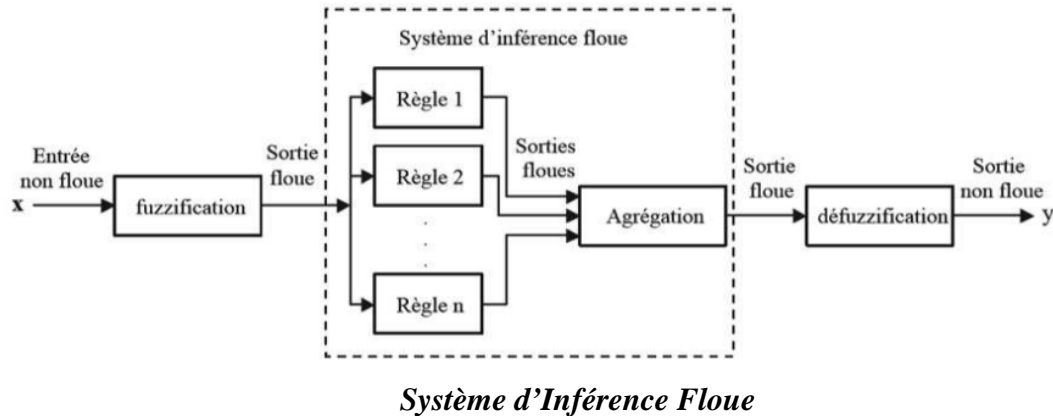 Système d'inférence floue
Règle 1
Entrée
non floue
x
fuzzification
Sortie
floue
Règle 2
.
.
.
Règle n
Sorties
floues
Agrégation
Sortie
floue
défuzzification
Sortie
non floue
y
Système d'Inférence Floue